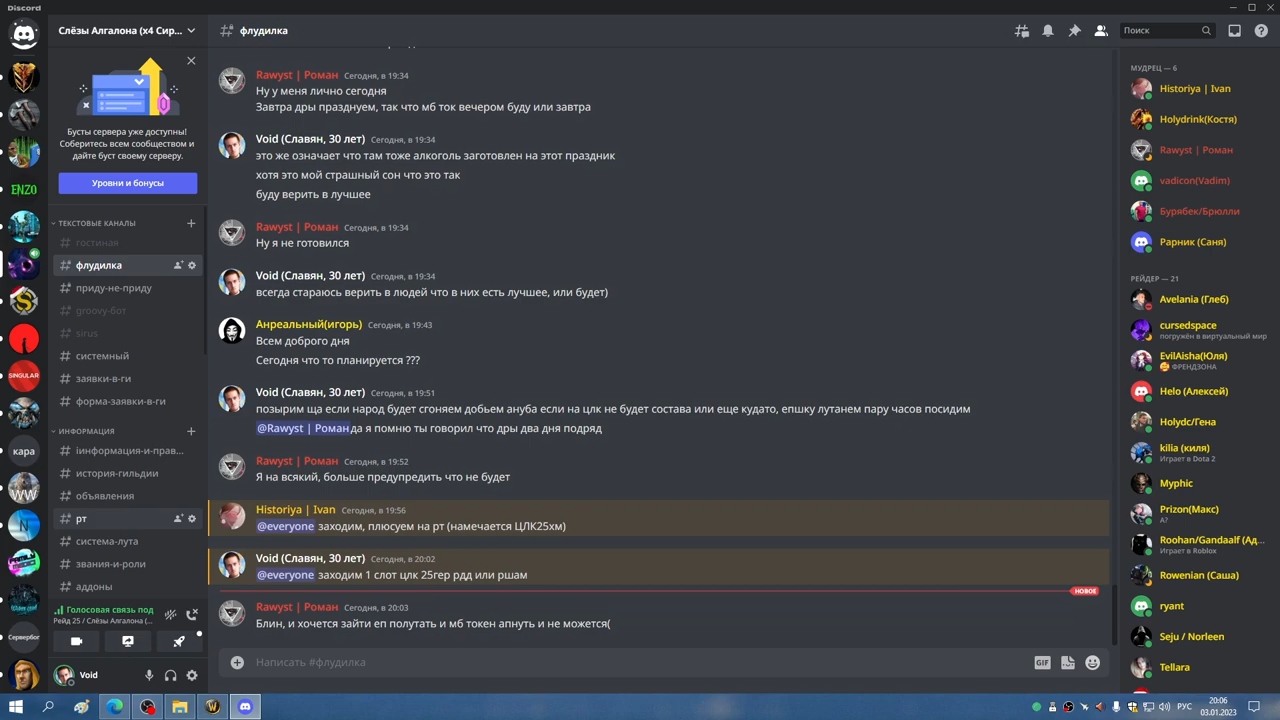 Discord
Слёзы Алгалона (x4 Сир...
флудилка
Поиск
Бусты сервера уже доступны!
Соберитесь всем сообществом и
дайте буст своему серверу.
Уровни и бонусы
ТЕКСТОВЫЕ КАНАЛЫ
гостиная
флудилка
приду-не-приду
groovy-бот
sirus
системный
заявки-в-ги
форма-заявки-в-ги
ИНФОРМАЦИЯ
іинформация-и-прав...
история-гильдии
объявления
рт
система-лута
звания-и-роли
аддоны
Голосовая связь под
Рейд 25 / Слёзы Алгалона (...
Void
ENZO
SINGULAR
кара
WW
Сервербог
Rawyst | Роман Сегодня, в 19:34
Ну у меня лично сегодня
Завтра дры празднуем, так что мб ток вечером буду или завтра
Void (Славян, 30 лет) Сегодня, в 19:34
это же означает что там тоже алкоголь заготовлен на этот праздник
хотя это мой страшный сон что это так
буду верить в лучшее
Rawyst | Роман Сегодня, в 19:34
Ну я не готовился
Void (Славян, 30 лет) Сегодня, в 19:34
всегда стараюсь верить в людей что в них есть лучшее, или будет)
Анреальный(игорь) Сегодня, в 19:43
Всем доброго дня
Сегодня что то планируется ???
Void (Славян, 30 лет) Сегодня, в 19:51
позырим ща если народ будет сгоняем добьем ануба если на цлк не будет состава или еще кудато, епшку лутанем пару часов посидим
@Rawyst | Роман да я помню ты говорил что дры два дня подряд
Rawyst | Роман Сегодня, в 19:52
Я на всякий, больше предупредить что не будет
Historiya | Ivan Сегодня, в 19:56
@everyone заходим, плюсуем на рт (намечается ЦЛК25хм)
Void (Славян, 30 лет) Сегодня, в 20:02
@everyone заходим 1 слот цлк 25гер рдд или ршам
НОВОЕ
Rawyst | Роман Сегодня, в 20:03
Блин, и хочется зайти еп полутать и мб токен апнуть и не можется(
Написать #флудилка
GIF
МУДРЕЦ — 6
Historiya | Ivan
Holydrink(Костя)
Rawyst | Роман
vadicon(Vadim)
Бурябек/Брюлли
Рарник (Саня)
РЕЙДЕР — 21
Avelania (Глеб)
cursedspace
погружён в виртуальный мир
EvilAisha(Юля)
ФРЕНДЗОНА
Helo (Алексей)
Holydc/Гена
kilia (киля)
Играет в Dota 2
Myphic
Prizon(Макс)
А?
Roohan/Gandaalf (Ад...
Играет в Roblox
Rowenian (Саша)
ryant
Seju / Norleen
Tellara
РУС
20:06
03.01.2023